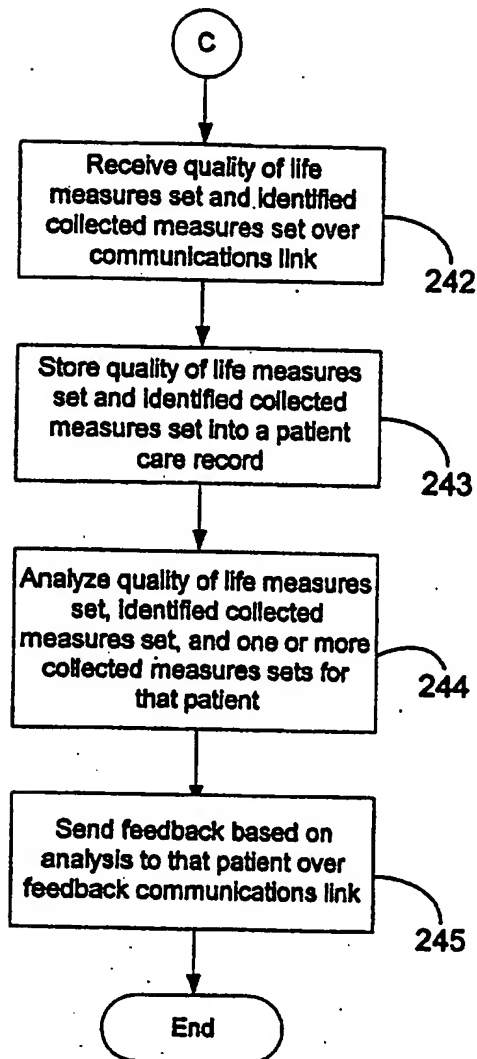 C
Receive quality of life
measures set and identified
collected measures set over
communications link
242
Store quality of life measures
set and identified collected
measures set into a patient
care record
243
Analyze quality of life measures
set, identified collected
measures set, and one or more
collected measures sets for
that patient
244
Send feedback based on
analysis to that patient over
feedback communications link
245
End